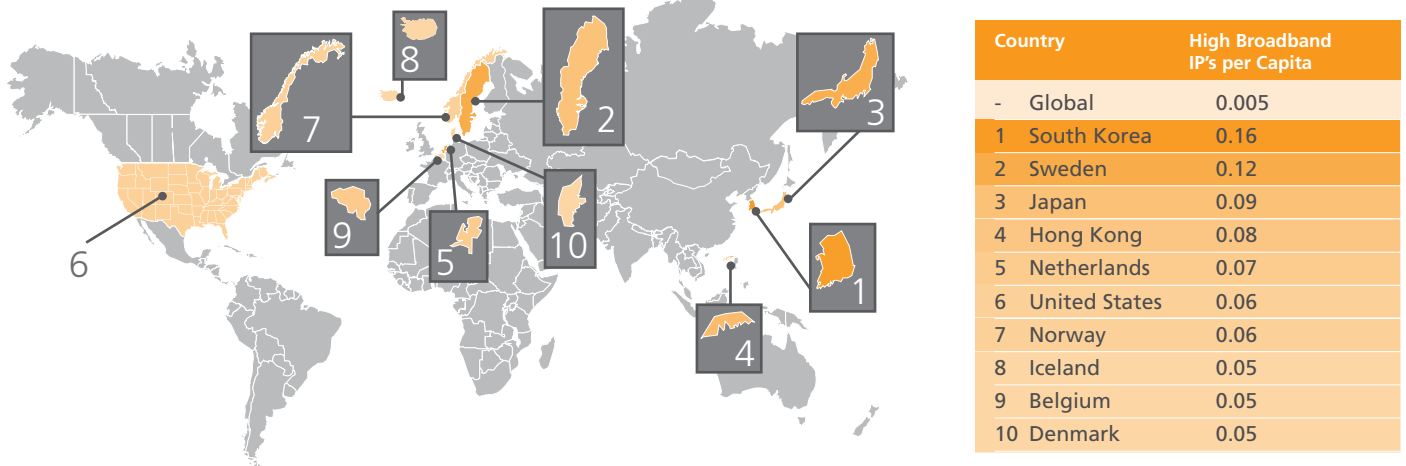 8
7
2
3
9
5
10
6
1
4
Country High Broadband
IP's per Capita
- Global 0.005
1 South Korea 0.16
2 Sweden 0.12
3 Japan 0.09
4 Hong Kong 0.08
5 Netherlands 0.07
6 United States 0.06
7 Norway 0.06
8 Iceland 0.05
9 Belgium 0.05
10 Denmark 0.05